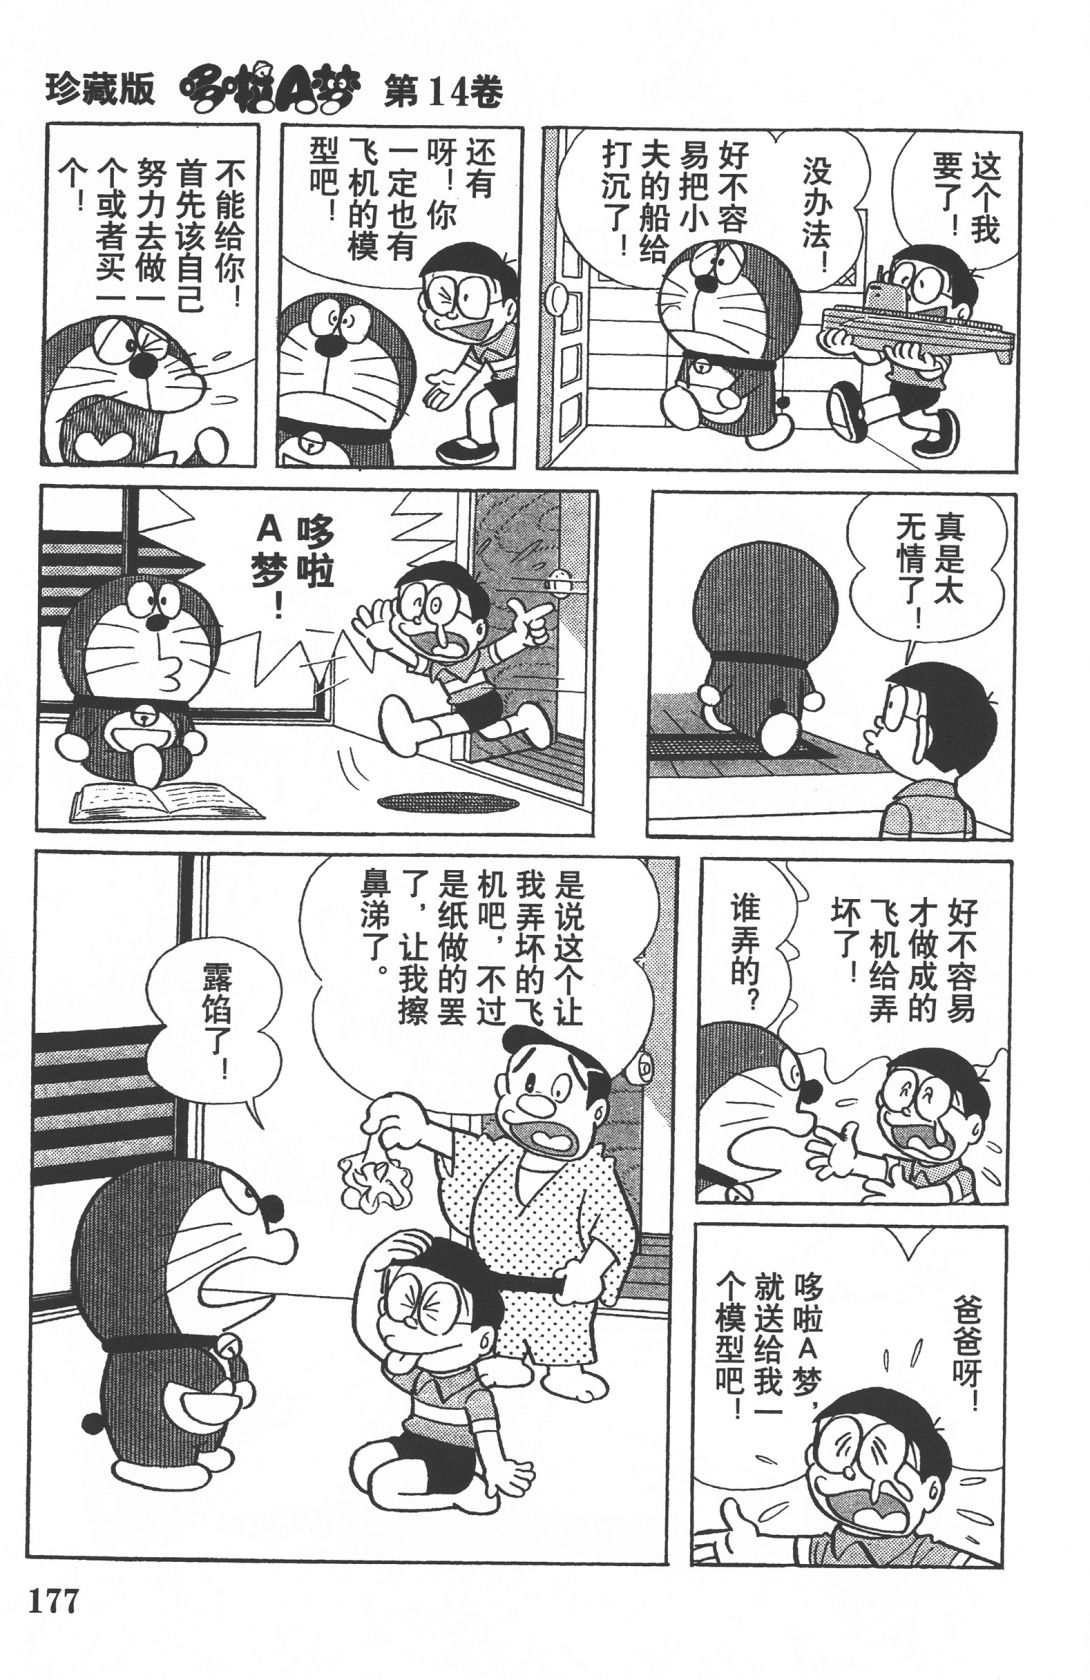 珍藏版 哆啦A梦 第14卷
这个我
要了！
没办法！
好不容
易把小
夫的船给
打沉了！
还有
呀！你
一定也有
飞机的模
型吧！
不能给你！
首先该自己
努力去做一
个或者买一
个！
真是太
无情了！
哆啦
A梦！
好不容易
才做成的
飞机给弄
坏了！
谁弄的？
爸爸呀！
哆啦A梦，
就送给我一
个模型吧！
是说这个让
我弄坏的飞
机吧，不过
是纸做的罢
了，让我擦
鼻涕了。
露馅了！
177